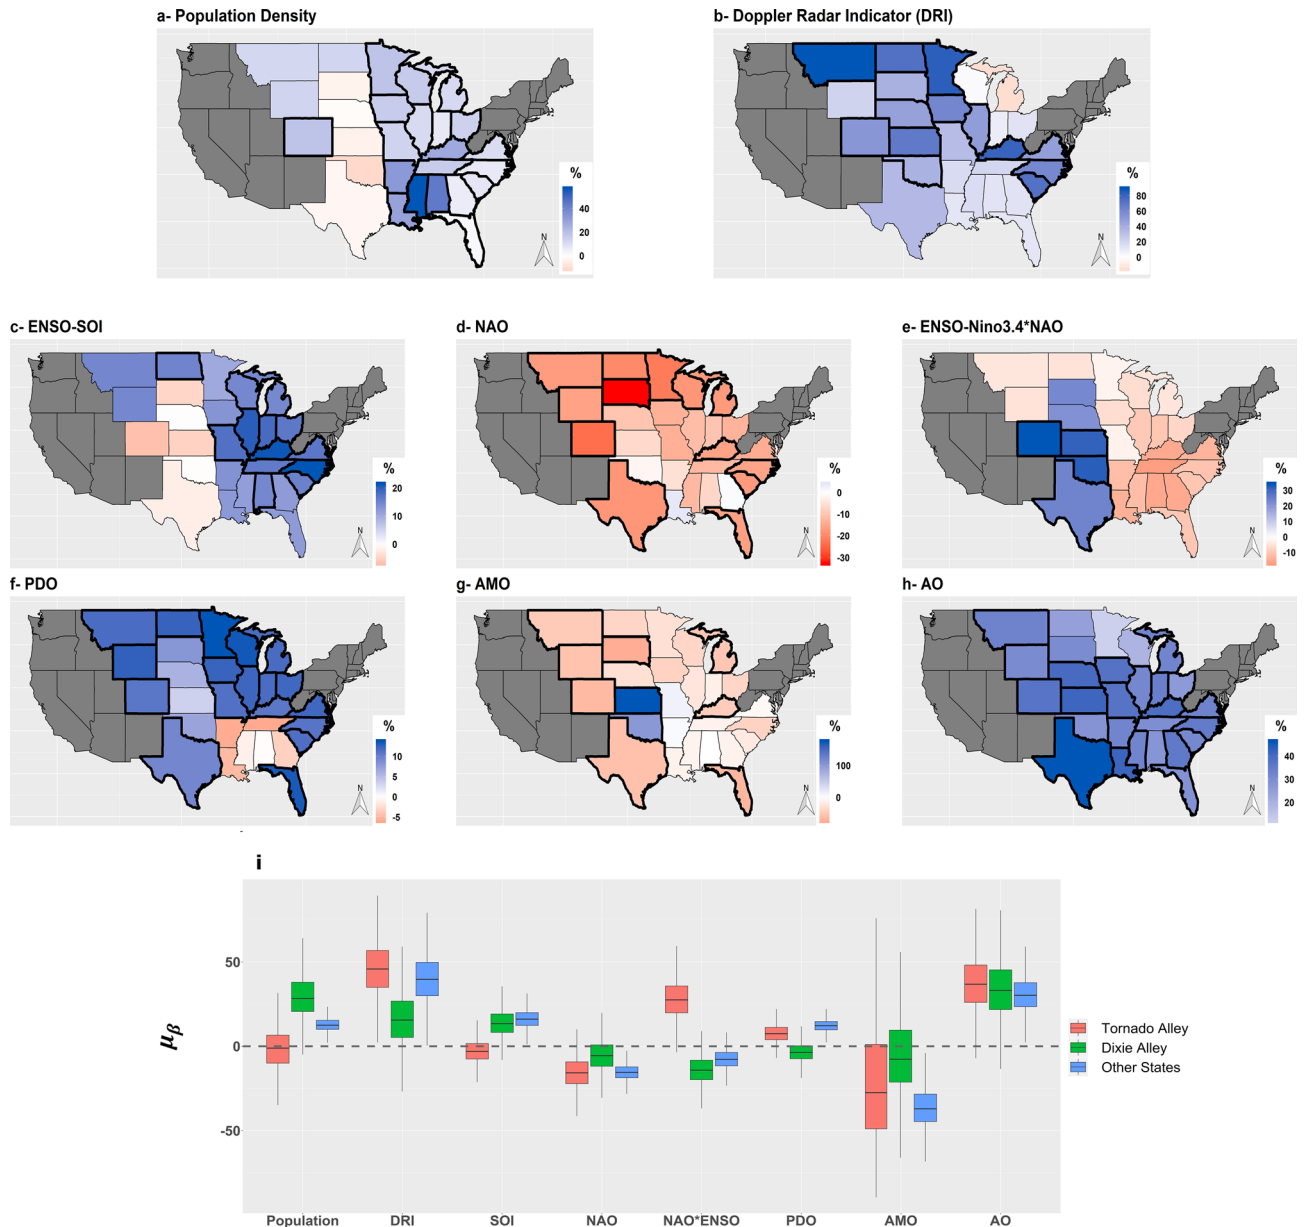 a- Population Density
b- Doppler Radar Indicator (DRI)
%
40
20
0
N
%
80
60
40
20
0
N
c- ENSO-SOI
d- NAO
e- ENSO-Nino3.4*NAO
%
20
10
0
N
%
0
-10
-20
-30
N
%
30
20
10
0
-10
N
f- PDO
g- AMO
h- AO
%
10
5
0
-5
N
%
100
0
N
%
40
30
20
N
i
50
0
-50
μβ
Population
DRI
SOI
NAO
NAO*ENSO
PDO
AMO
AO
Tornado Alley
Dixie Alley
Other States